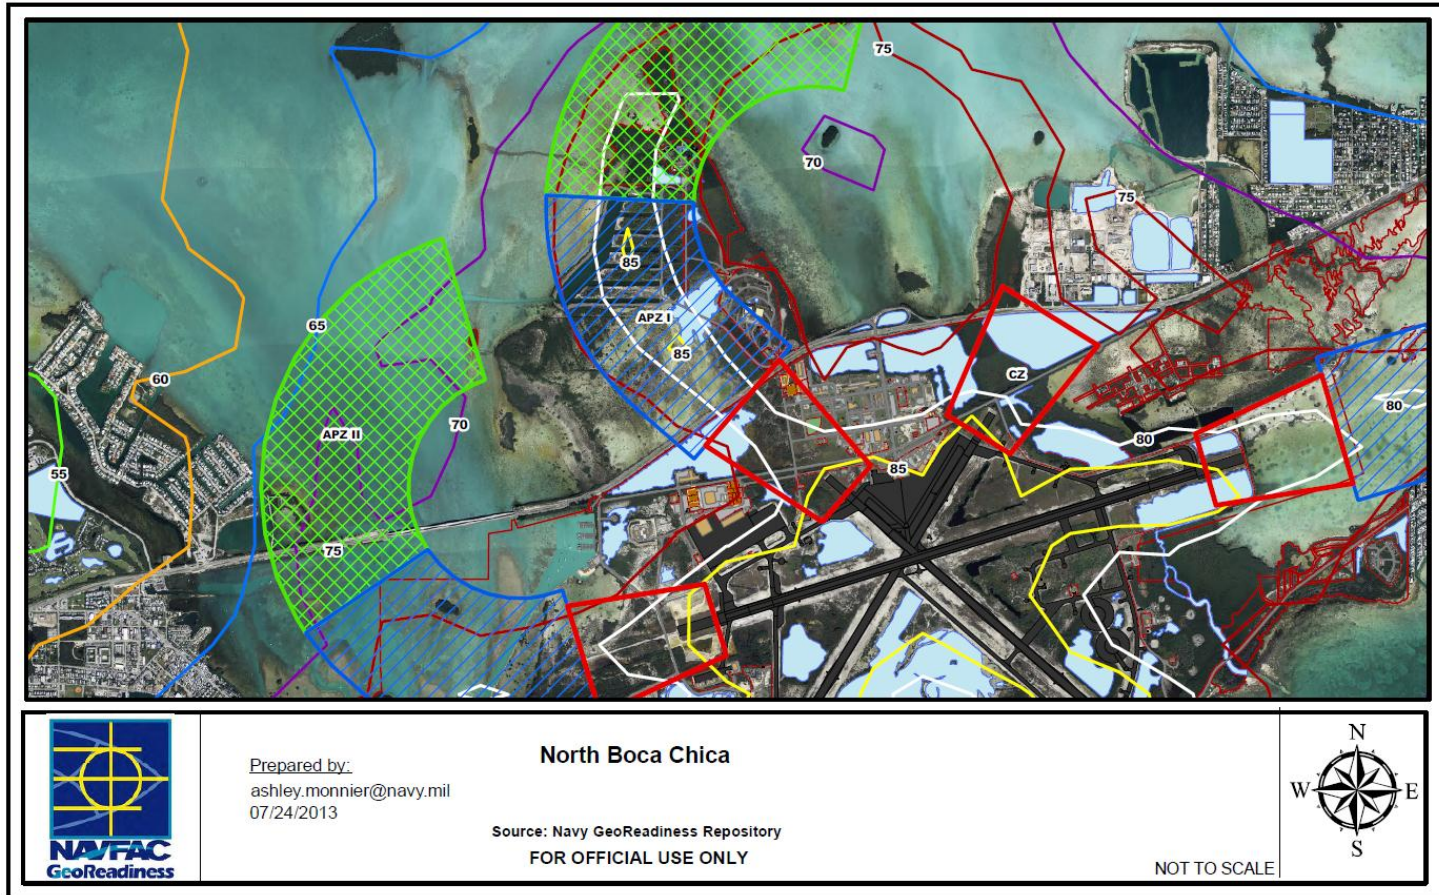 75
70
75
85
APZ I
85
65
60
CZ
80
70
APZ II
80
85
55
75
NAVFAC
GeoReadiness
Prepared by:
ashley.monnier@navy.mil
07/24/2013
North Boca Chica
Source: Navy GeoReadiness Repository
FOR OFFICIAL USE ONLY
NOT TO SCALE
N
W
E
S